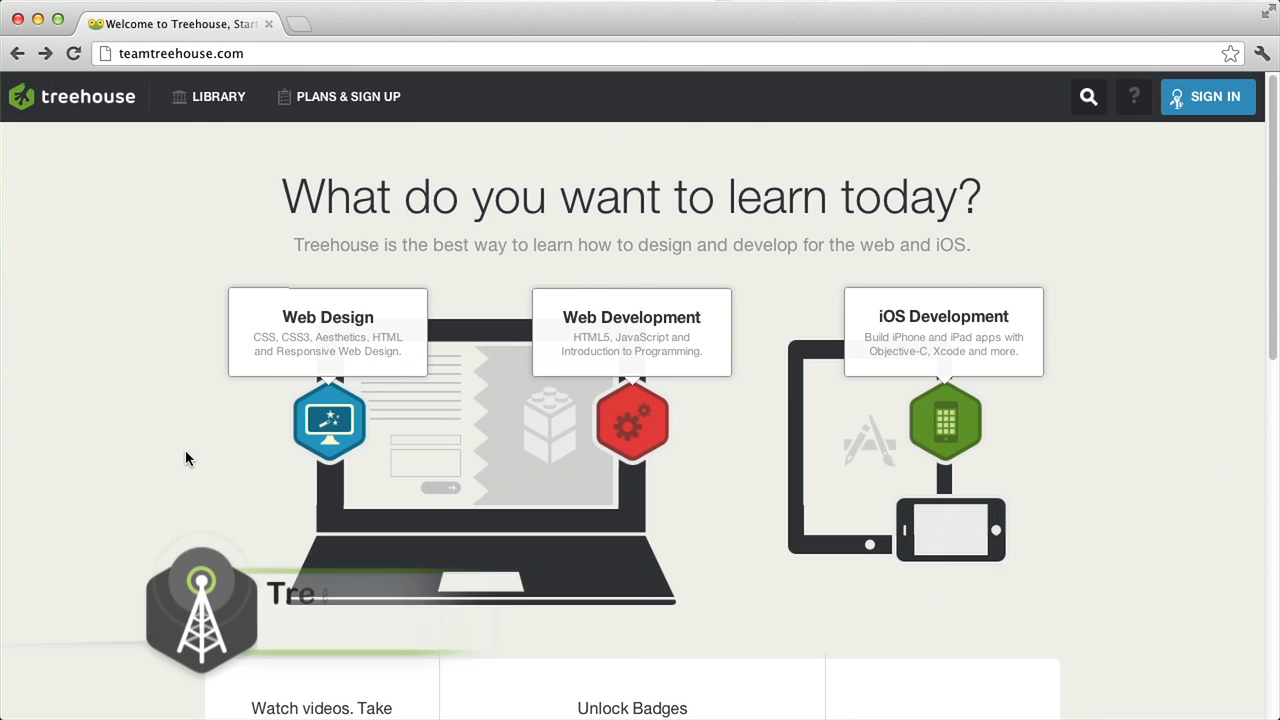 Welcome to Treehouse, Start
teamtreehouse.com
treehouse
LIBRARY
PLANS & SIGN UP
?
SIGN IN
What do you want to learn today?
Treehouse is the best way to learn how to design and develop for the web and iOS.
Web Design
CSS, CSS3, Aesthetics, HTML
and Responsive Web Design.
Web Development
HTML5, JavaScript and
Introduction to Programming.
iOS Development
Build iPhone and iPad apps with
Objective-C, Xcode and more.
Tre
Watch videos. Take
Unlock Badges